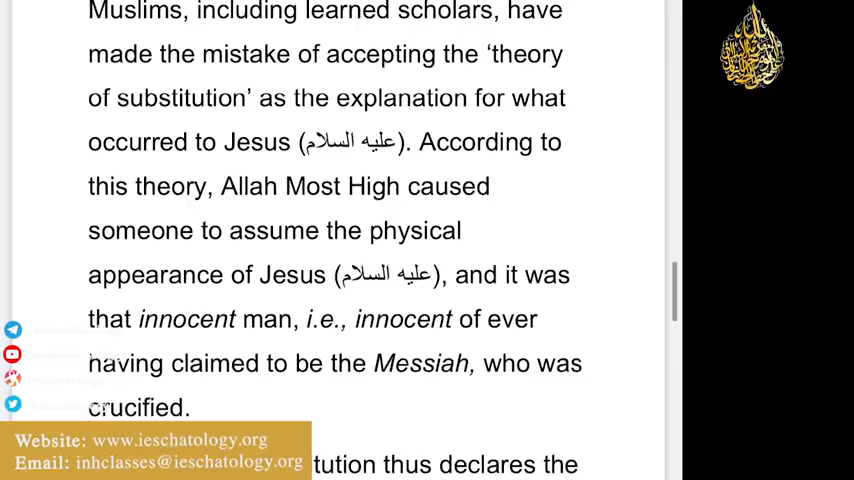 Muslims, including learned scholars, have
made the mistake of accepting the ‘theory
of substitution’ as the explanation for what
occurred to Jesus (عليه السلام). According to
this theory, Allah Most High caused
someone to assume the physical
appearance of Jesus (عليه السلام), and it was
that innocent man, i.e., innocent of ever
having claimed to be the Messiah, who was
crucified.
Website: www.ieschatology.org
Email: inhclasses@ieschatology.org
tution thus declares the